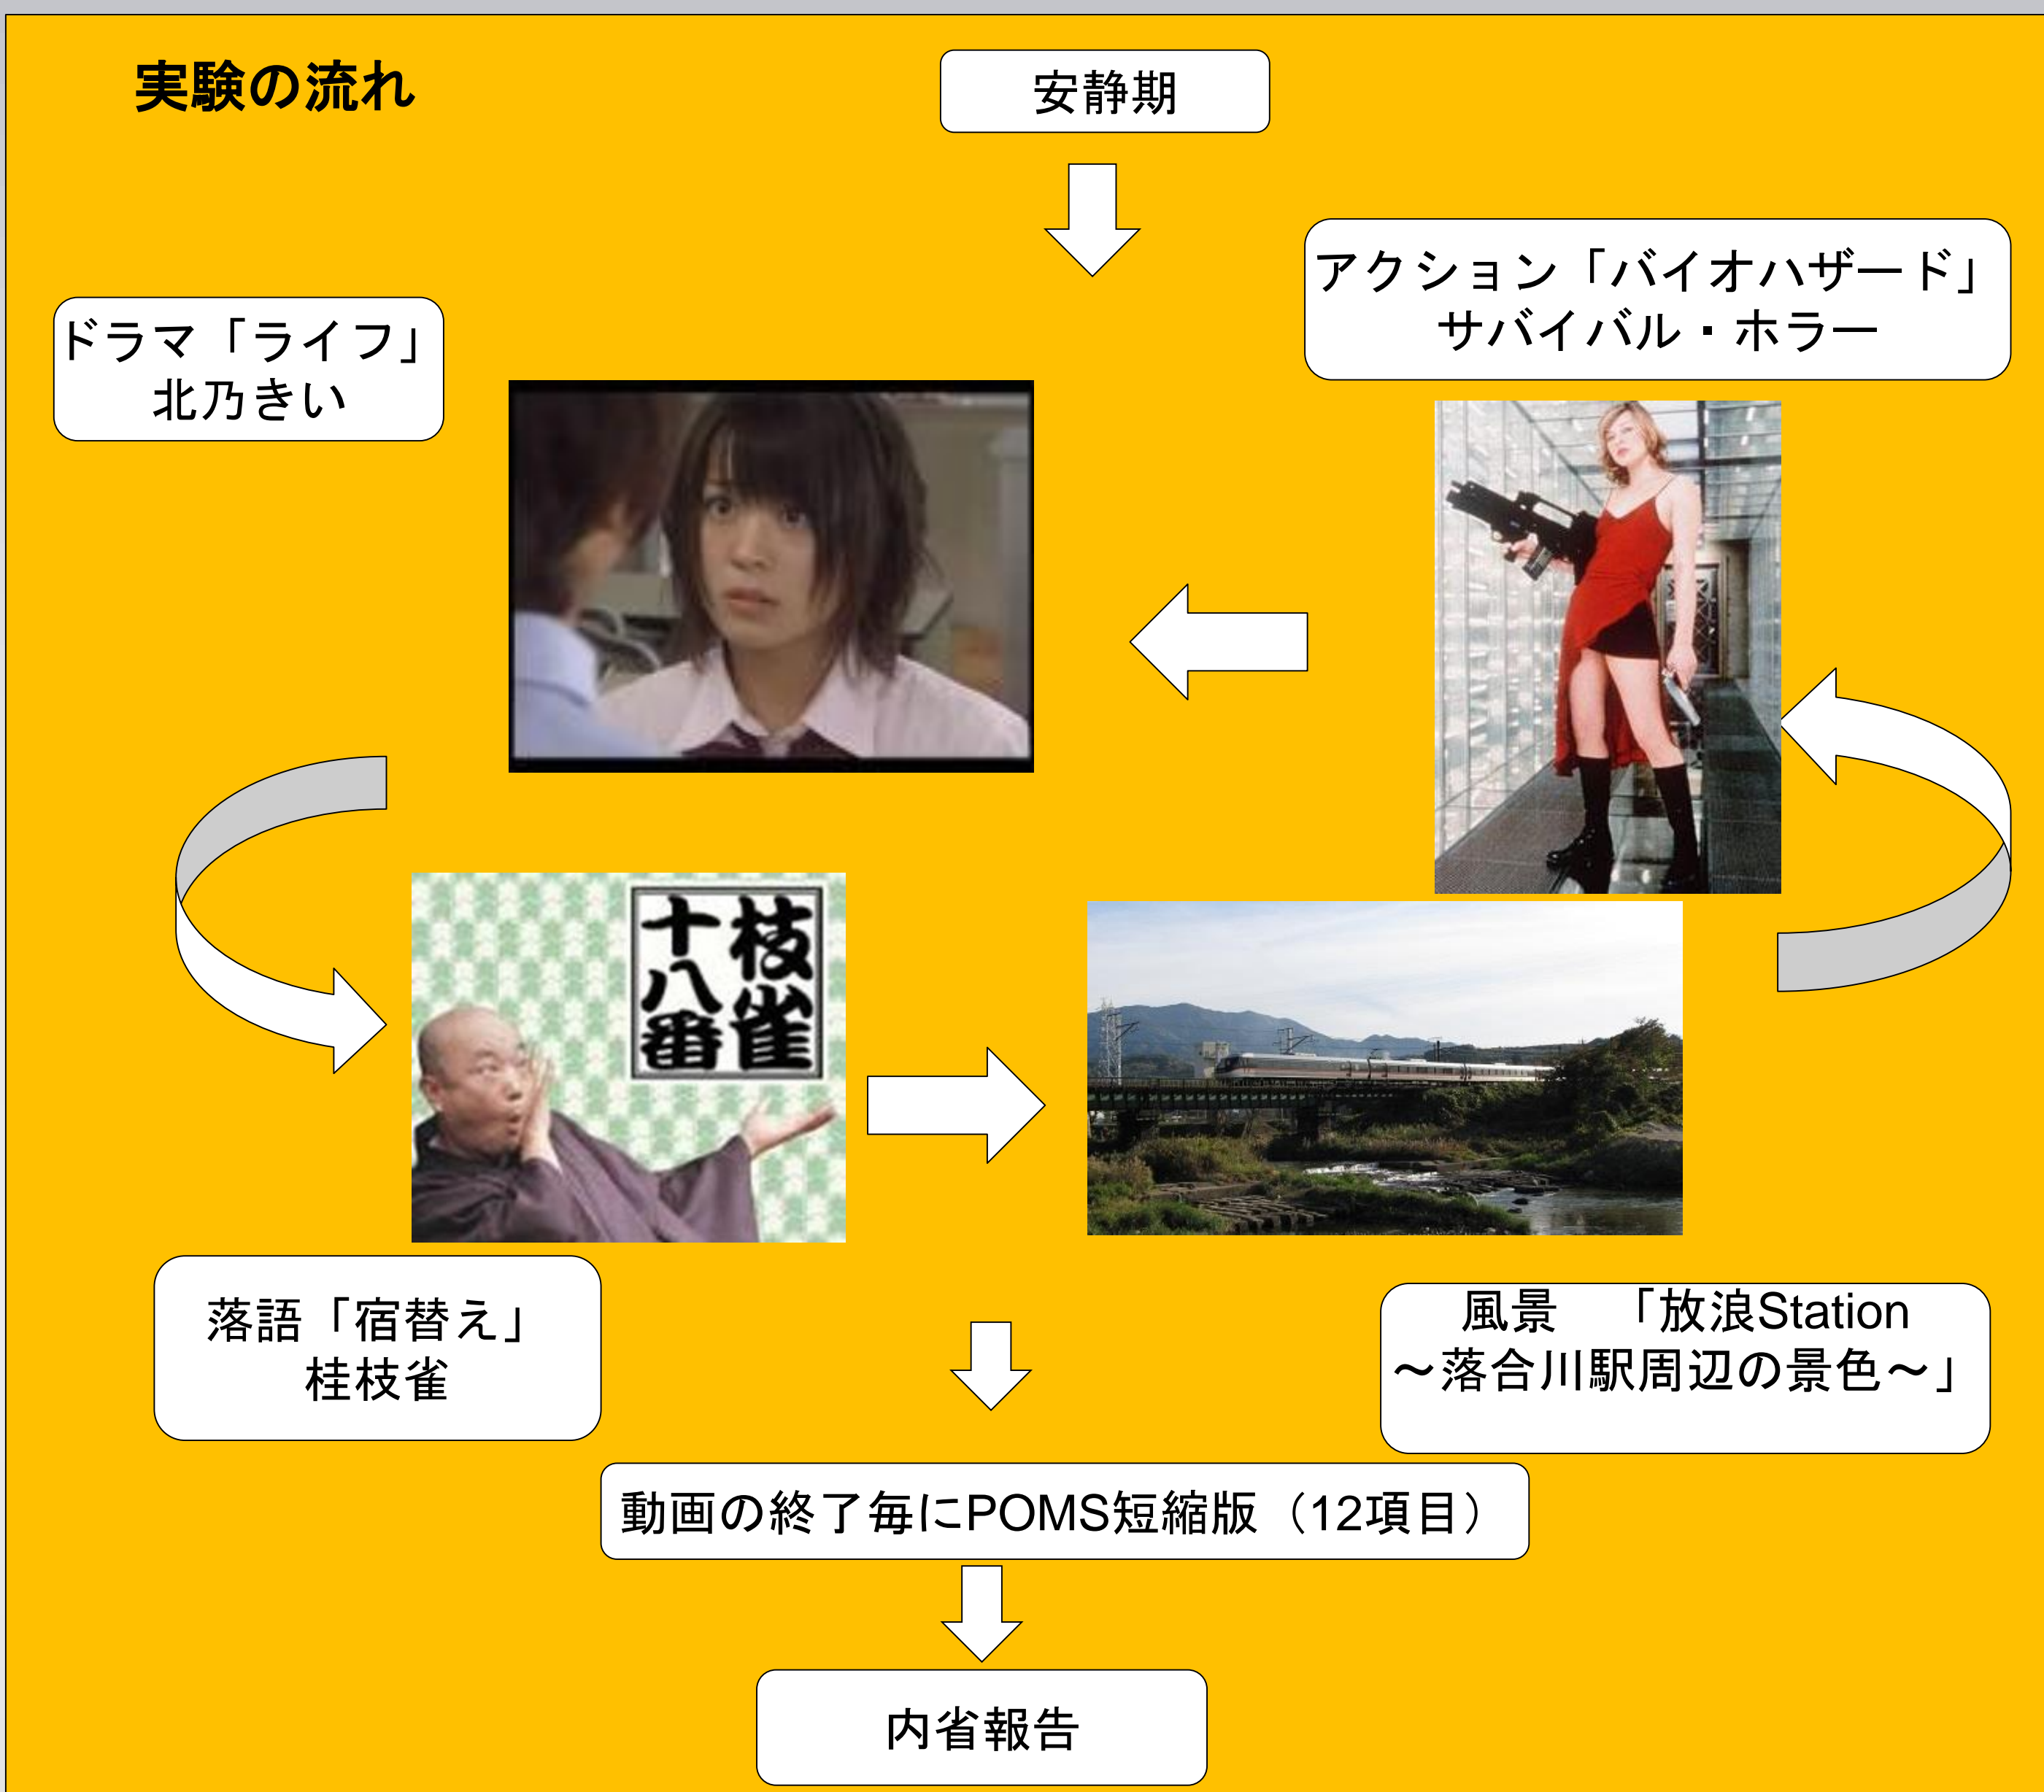 実験の流れ
安静期
アクション「バイオハザード」
サバイバル・ホラー
ドラマ「ライフ」
北乃きい
枝雀
十八番
落語「宿替え」
桂枝雀
風景　「放浪Station
～落合川駅周辺の景色～」
動画の終了毎にPOMS短縮版（12項目）
内省報告